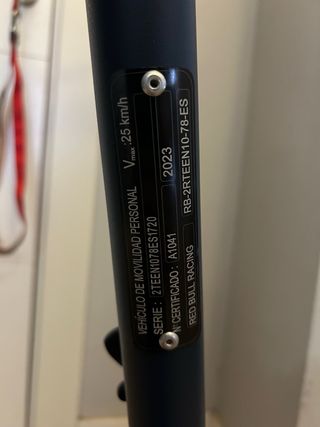 VEHÍCULO DE MOVILIDAD PERSONAL Vmax:25 km/h
SERIE: 2TEEN1078ES1720
Nº CERTIFICADO: A1041 2023
RED BULL RACING RB-2RTEEN10-78-ES